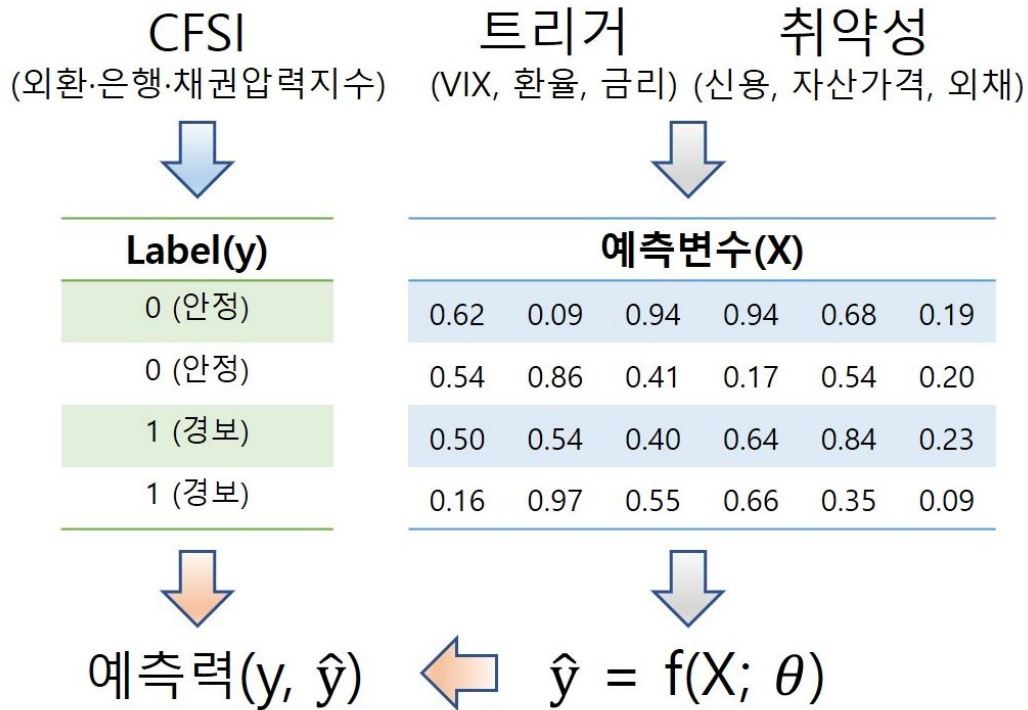 CFSI
(외환·은행·채권압력지수)
트리거 취약성
(VIX, 환율, 금리) (신용, 자산가격, 외채)
Label(y)
0 (안정)
0 (안정)
1 (경보)
1 (경보)
예측변수(X)
0.62 0.09 0.94 0.94 0.68 0.19
0.54 0.86 0.41 0.17 0.54 0.20
0.50 0.54 0.40 0.64 0.84 0.23
0.16 0.97 0.55 0.66 0.35 0.09
예측력(y, ŷ)
ŷ = f(X; θ)